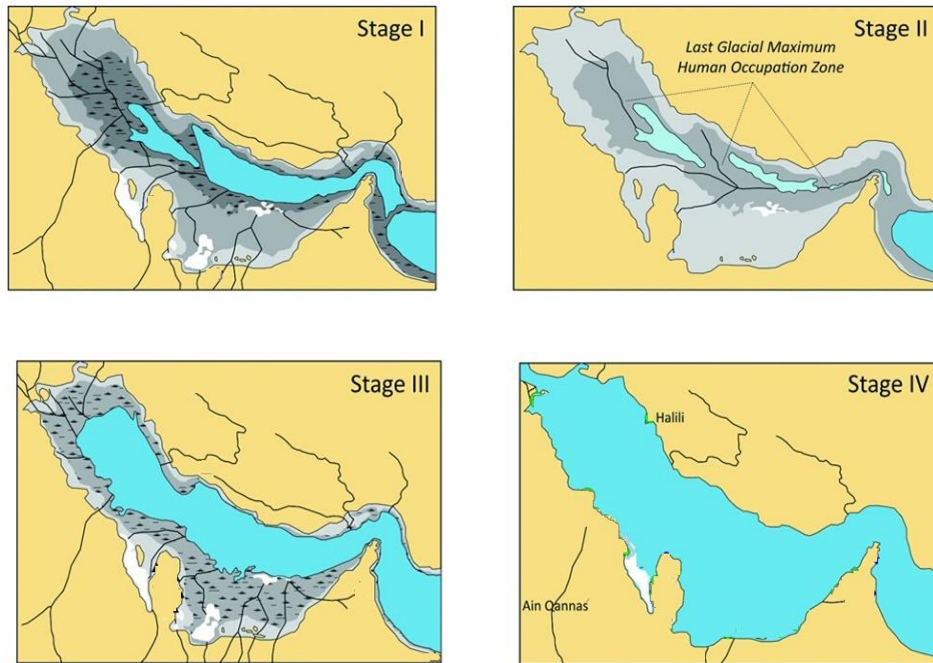 Stage I
Stage II
Last Glacial Maximum
Human Occupation Zone
Stage III
Stage IV
Halili
Ain Qannas